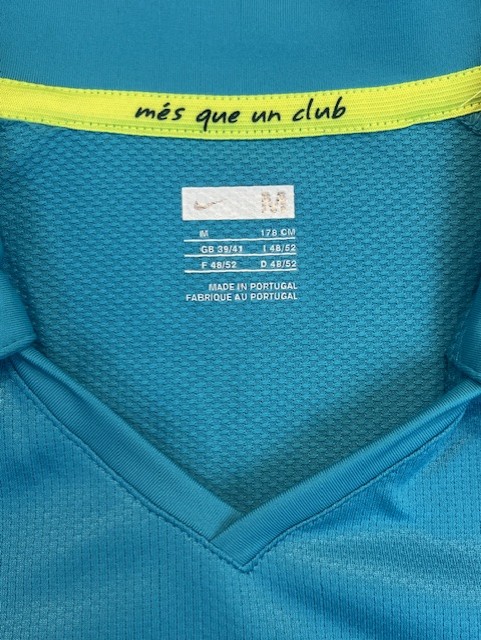 més que un club
M
M 178 CM
GB 39/41 I 48/52
F 48/52 D 48/52
MADE IN PORTUGAL
FABRIQUE AU PORTUGAL